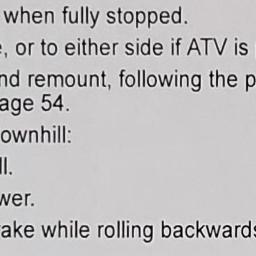 when fully stopped.
, or to either side if ATV is
nd remount, following the p
age 54.
ownhill:
ll.
wer.
ake while rolling backwards